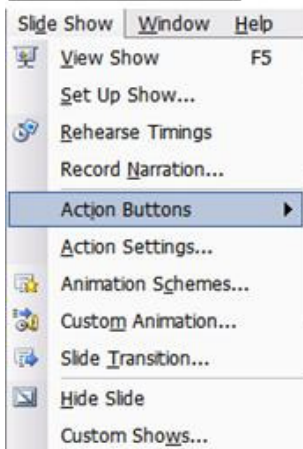 Slide Show Window Help
View Show F5
Set Up Show...
Rehearse Timings
Record Narration...
Action Buttons
Action Settings...
Animation Schemes...
Custom Animation...
Slide Transition...
Hide Slide
Custom Shows...